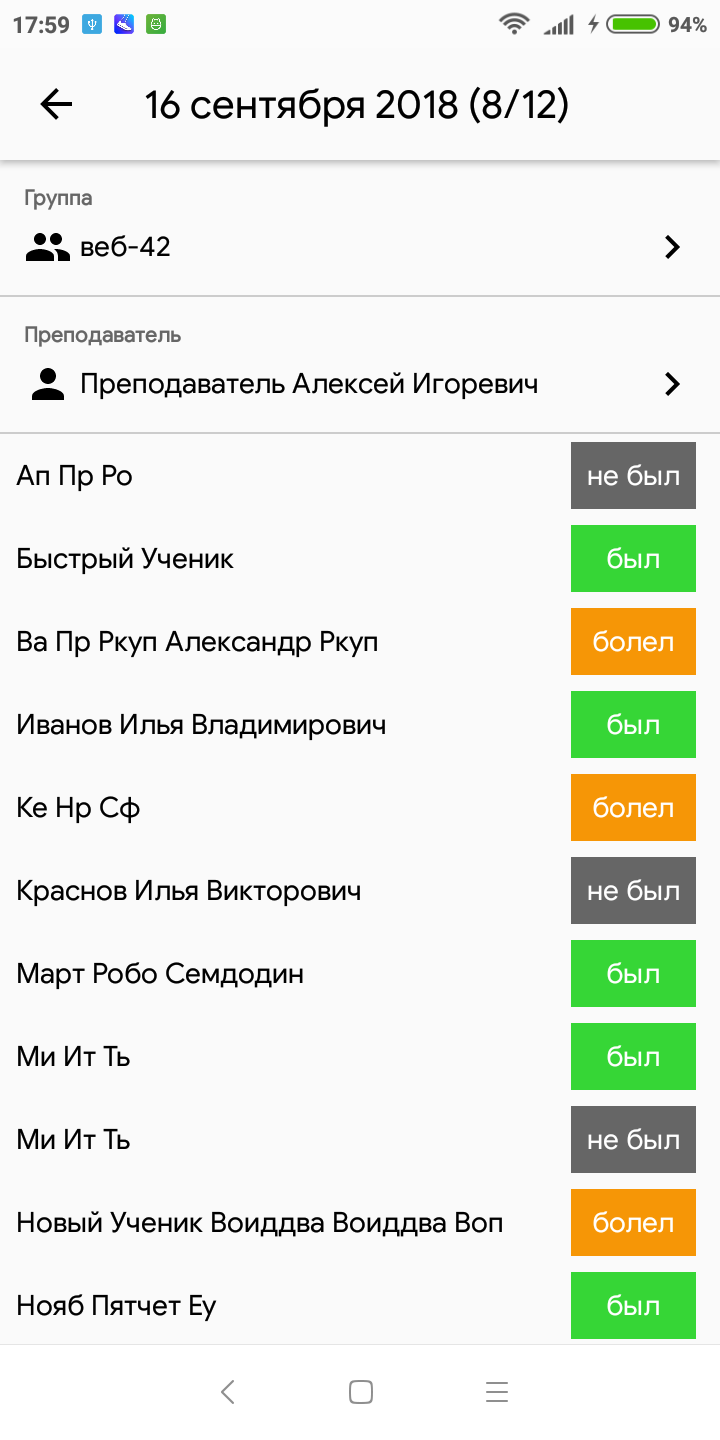 17:59
94%
16 сентября 2018 (8/12)
Группа
веб-42
Преподаватель
Преподаватель Алексей Игоревич
Ап Пр Ро
не был
Быстрый Ученик
был
Ва Пр Ркуп Александр Ркуп
болел
Иванов Илья Владимирович
был
Ке Нр Сф
болел
Краснов Илья Викторович
не был
Март Робо Семдодин
был
Ми Ит Ть
был
Ми Ит Ть
не был
Новый Ученик Воиддва Воиддва Воп
болел
Нояб Пятчет Еу
был